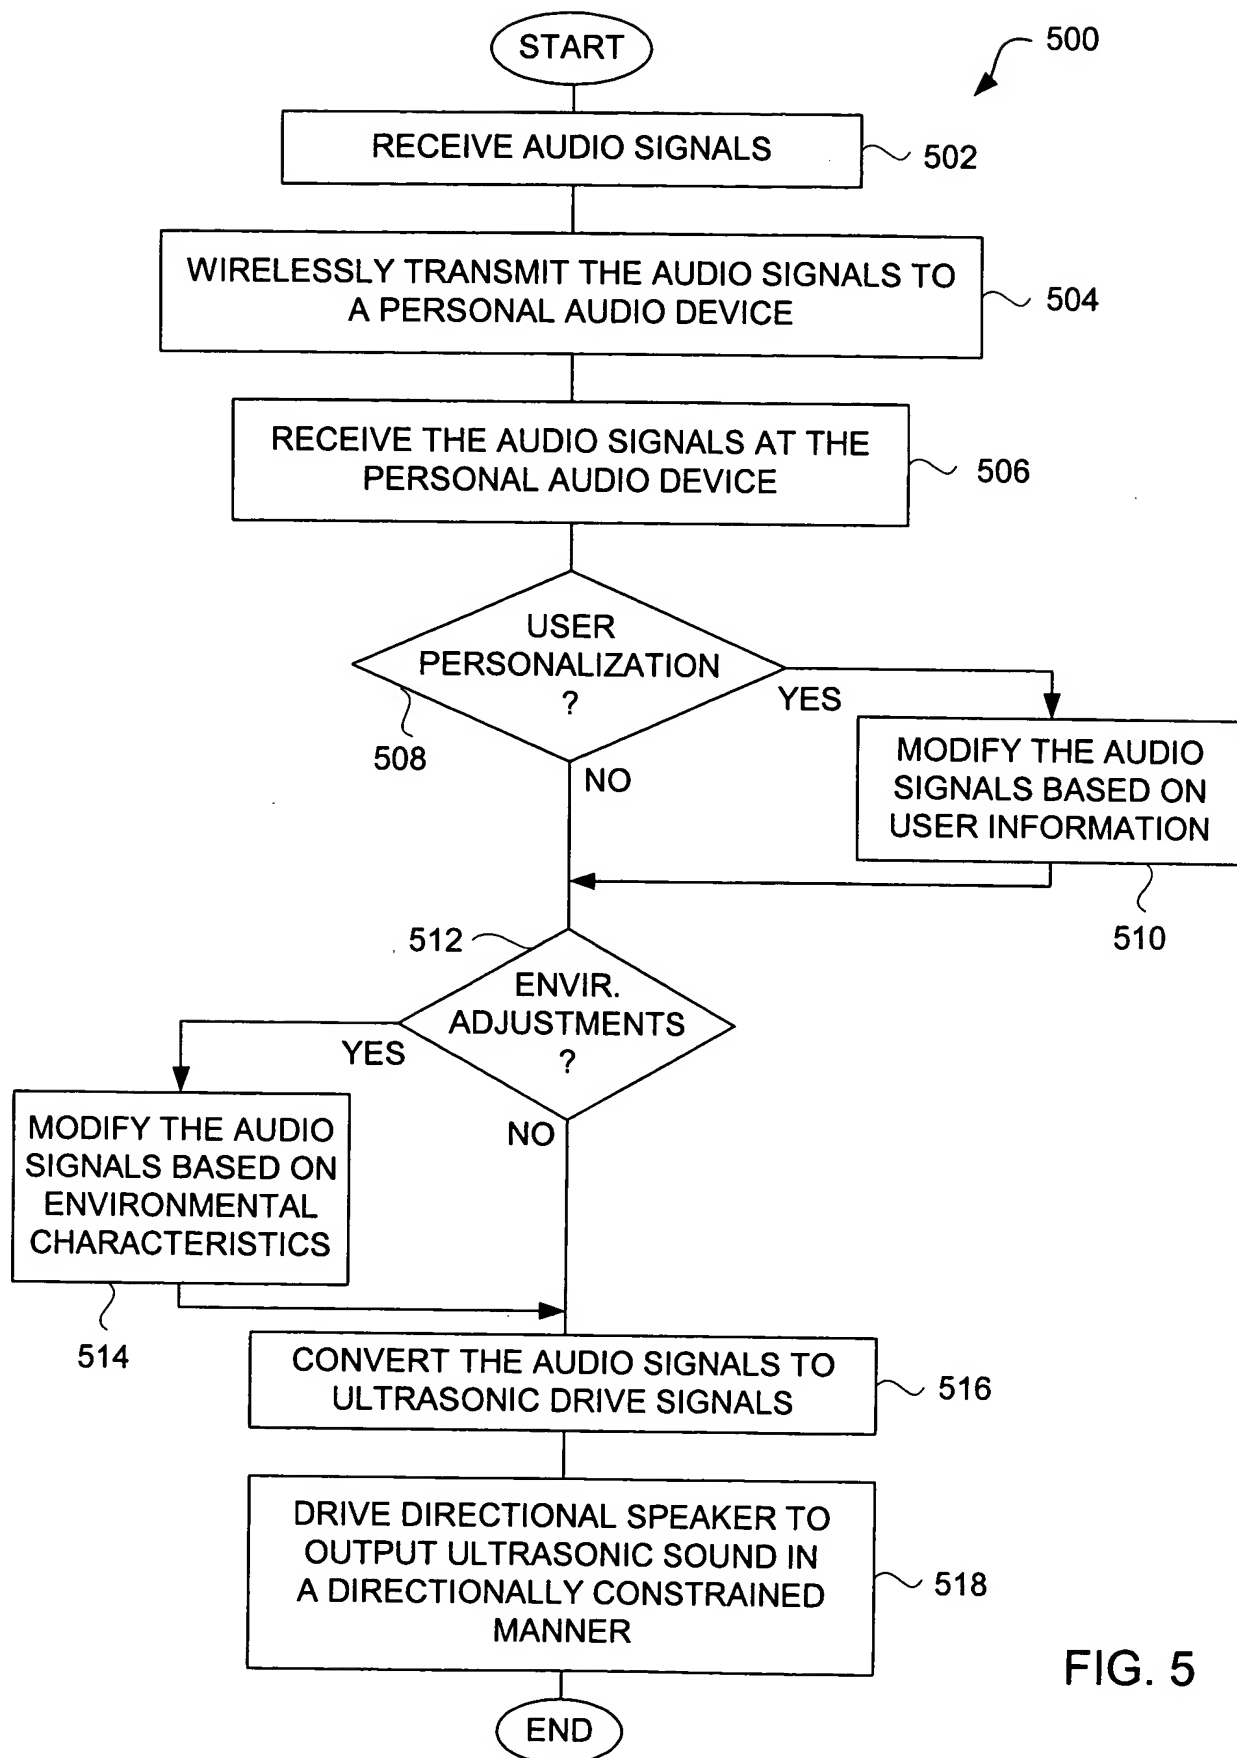 START
500
RECEIVE AUDIO SIGNALS
502
WIRELESSLY TRANSMIT THE AUDIO SIGNALS TO
A PERSONAL AUDIO DEVICE
504
RECEIVE THE AUDIO SIGNALS AT THE
PERSONAL AUDIO DEVICE
506
USER
PERSONALIZATION
?
508
YES
NO
MODIFY THE AUDIO
SIGNALS BASED ON
USER INFORMATION
510
512
ENVIR.
ADJUSTMENTS
?
YES
NO
MODIFY THE AUDIO
SIGNALS BASED ON
ENVIRONMENTAL
CHARACTERISTICS
514
CONVERT THE AUDIO SIGNALS TO
ULTRASONIC DRIVE SIGNALS
516
DRIVE DIRECTIONAL SPEAKER TO
OUTPUT ULTRASONIC SOUND IN
A DIRECTIONALLY CONSTRAINED
MANNER
518
END
FIG. 5